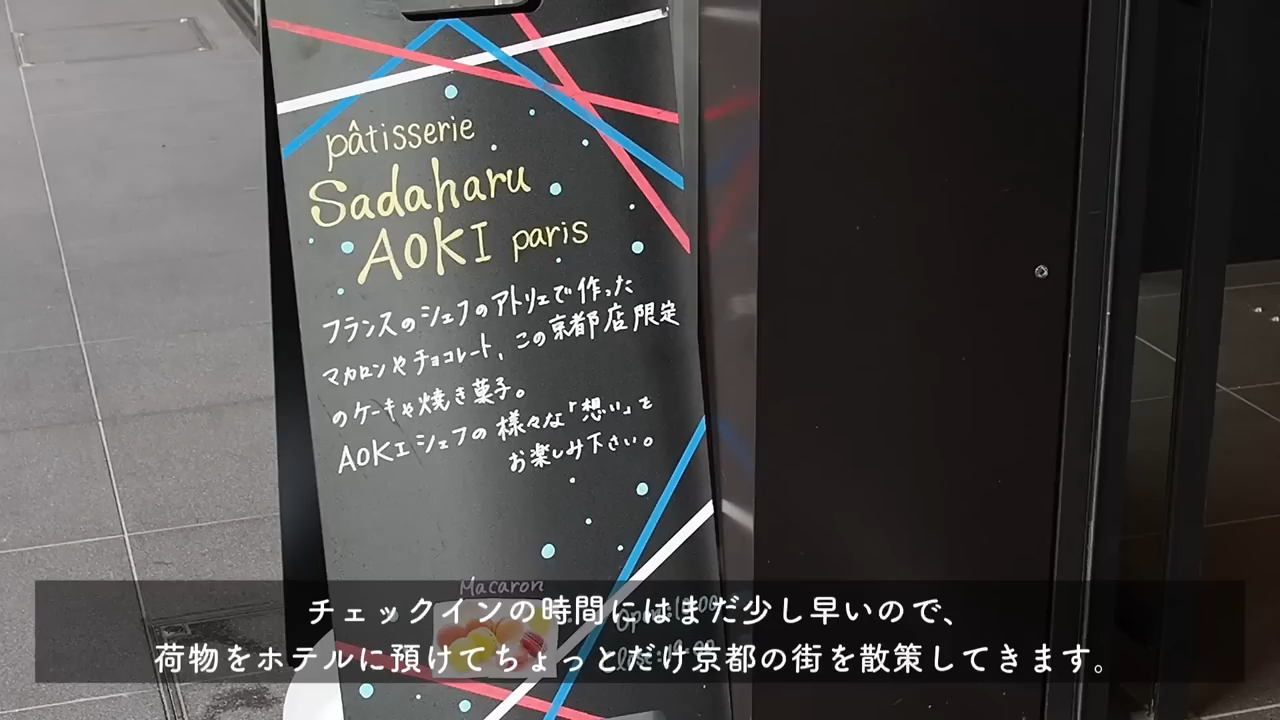 pâtisserie
Sadaharu
AOKI paris
フランスのシェフのアトリエで作った
マカロンやチョコレート、この京都店限定
のケーキや焼き菓子。
AOKIシェフの様々な「想い」を
お楽しみ下さい。
Macaron
チェックインの時間にはまだ少し早いので、
荷物をホテルに預けてちょっとだけ京都の街を散策してきます。